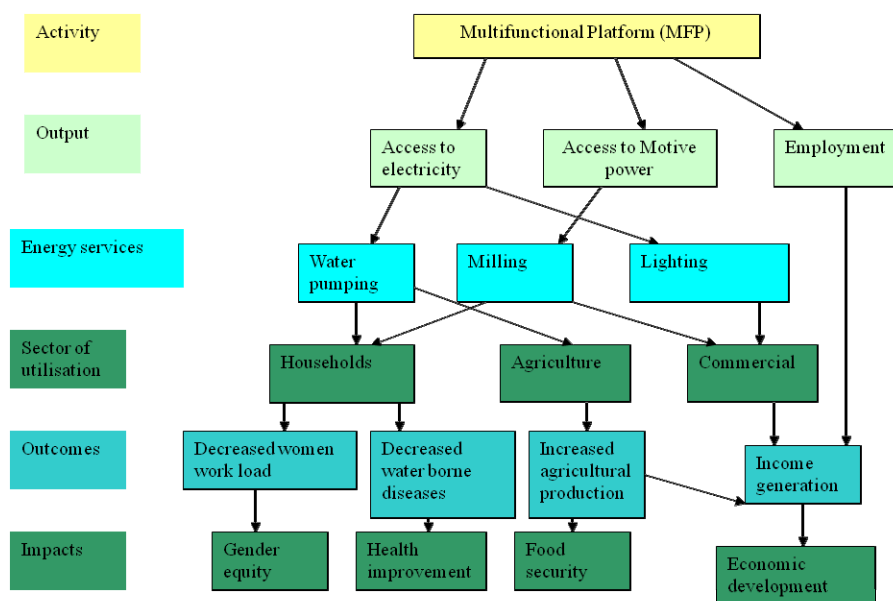 Activity
Multifunctional Platform (MFP)
Output
Access to
electricity
Access to Motive
power
Employment
Energy services
Water
pumping
Milling
Lighting
Sector of
utilisation
Households
Agriculture
Commercial
Outcomes
Decreased women
work load
Decreased
water borne
diseases
Increased
agricultural
production
Income
generation
Impacts
Gender
equity
Health
improvement
Food
security
Economic
development